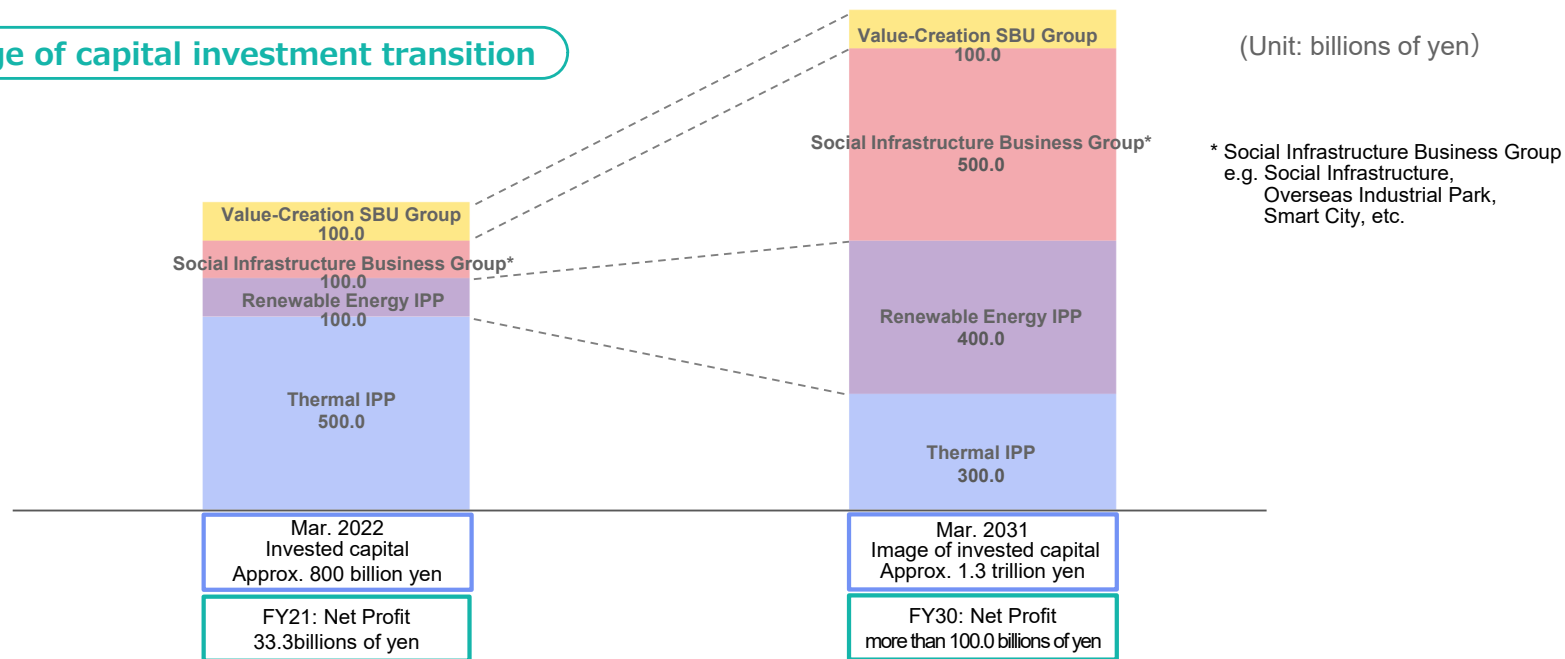 ge of capital investment transition
(Unit: billions of yen)
Value-Creation SBU Group
100.0
Social Infrastructure Business Group*
500.0
Renewable Energy IPP
400.0
Thermal IPP
300.0
* Social Infrastructure Business Group
e.g. Social Infrastructure,
Overseas Industrial Park,
Smart City, etc.
Value-Creation SBU Group
100.0
Social Infrastructure Business Group*
100.0
Renewable Energy IPP
100.0
Thermal IPP
500.0
Mar. 2022
Invested capital
Approx. 800 billion yen
FY21: Net Profit
33.3billions of yen
Mar. 2031
Image of invested capital
Approx. 1.3 trillion yen
FY30: Net Profit
more than 100.0 billions of yen